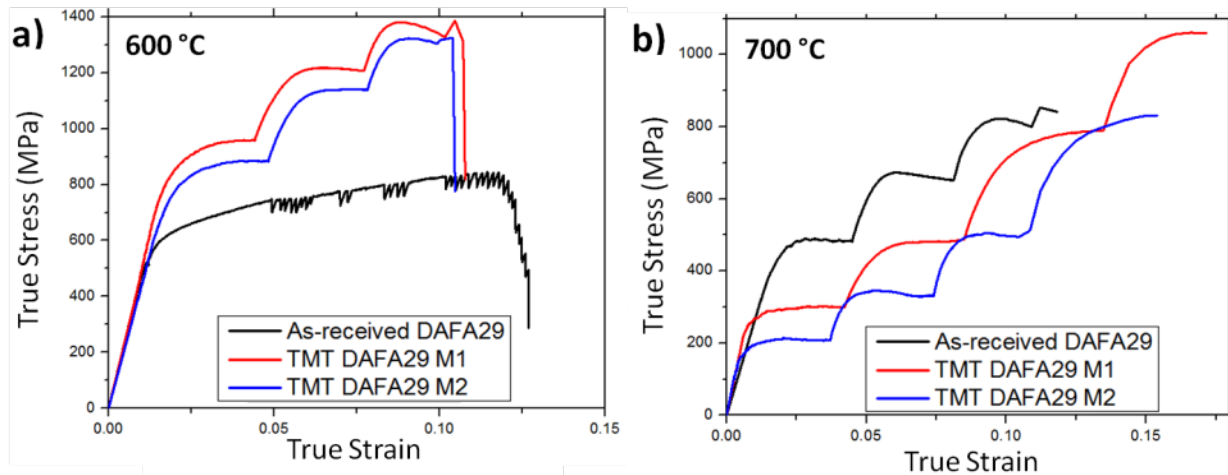 a)
600 °C
True Stress (MPa)
1400
1200
1000
800
600
400
200
0
0.00
0.05
0.10
0.15
True Strain
As-received DAFA29
TMT DAFA29 M1
TMT DAFA29 M2
b)
700 °C
True Stress (MPa)
1000
800
600
400
200
0
0.00
0.05
0.10
0.15
True Strain
As-received DAFA29
TMT DAFA29 M1
TMT DAFA29 M2